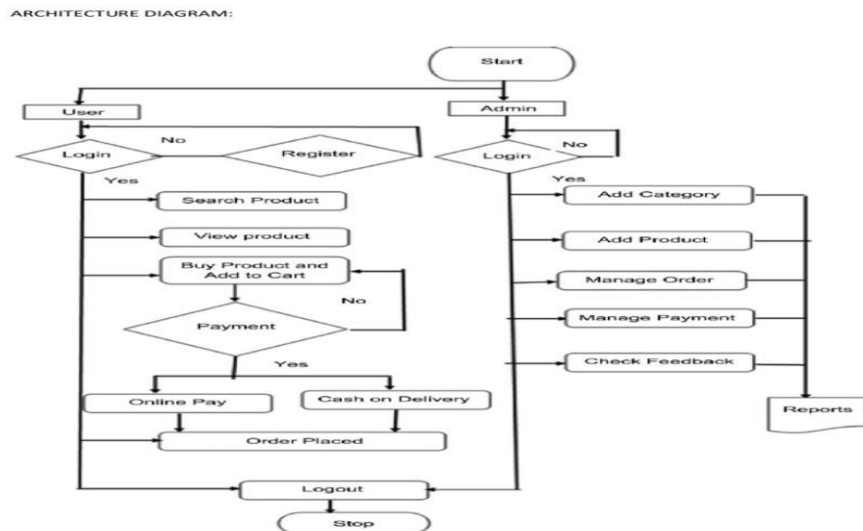 ARCHITECTURE DIAGRAM:
Start
User
Admin
Login
No
Register
Login
No
Yes
Yes
Search Product
Add Category
View product
Add Product
Buy Product and
Add to Cart
Manage Order
No
Payment
Manage Payment
Yes
Check Feedback
Online Pay
Cash on Delivery
Reports
Order Placed
Logout
Stop